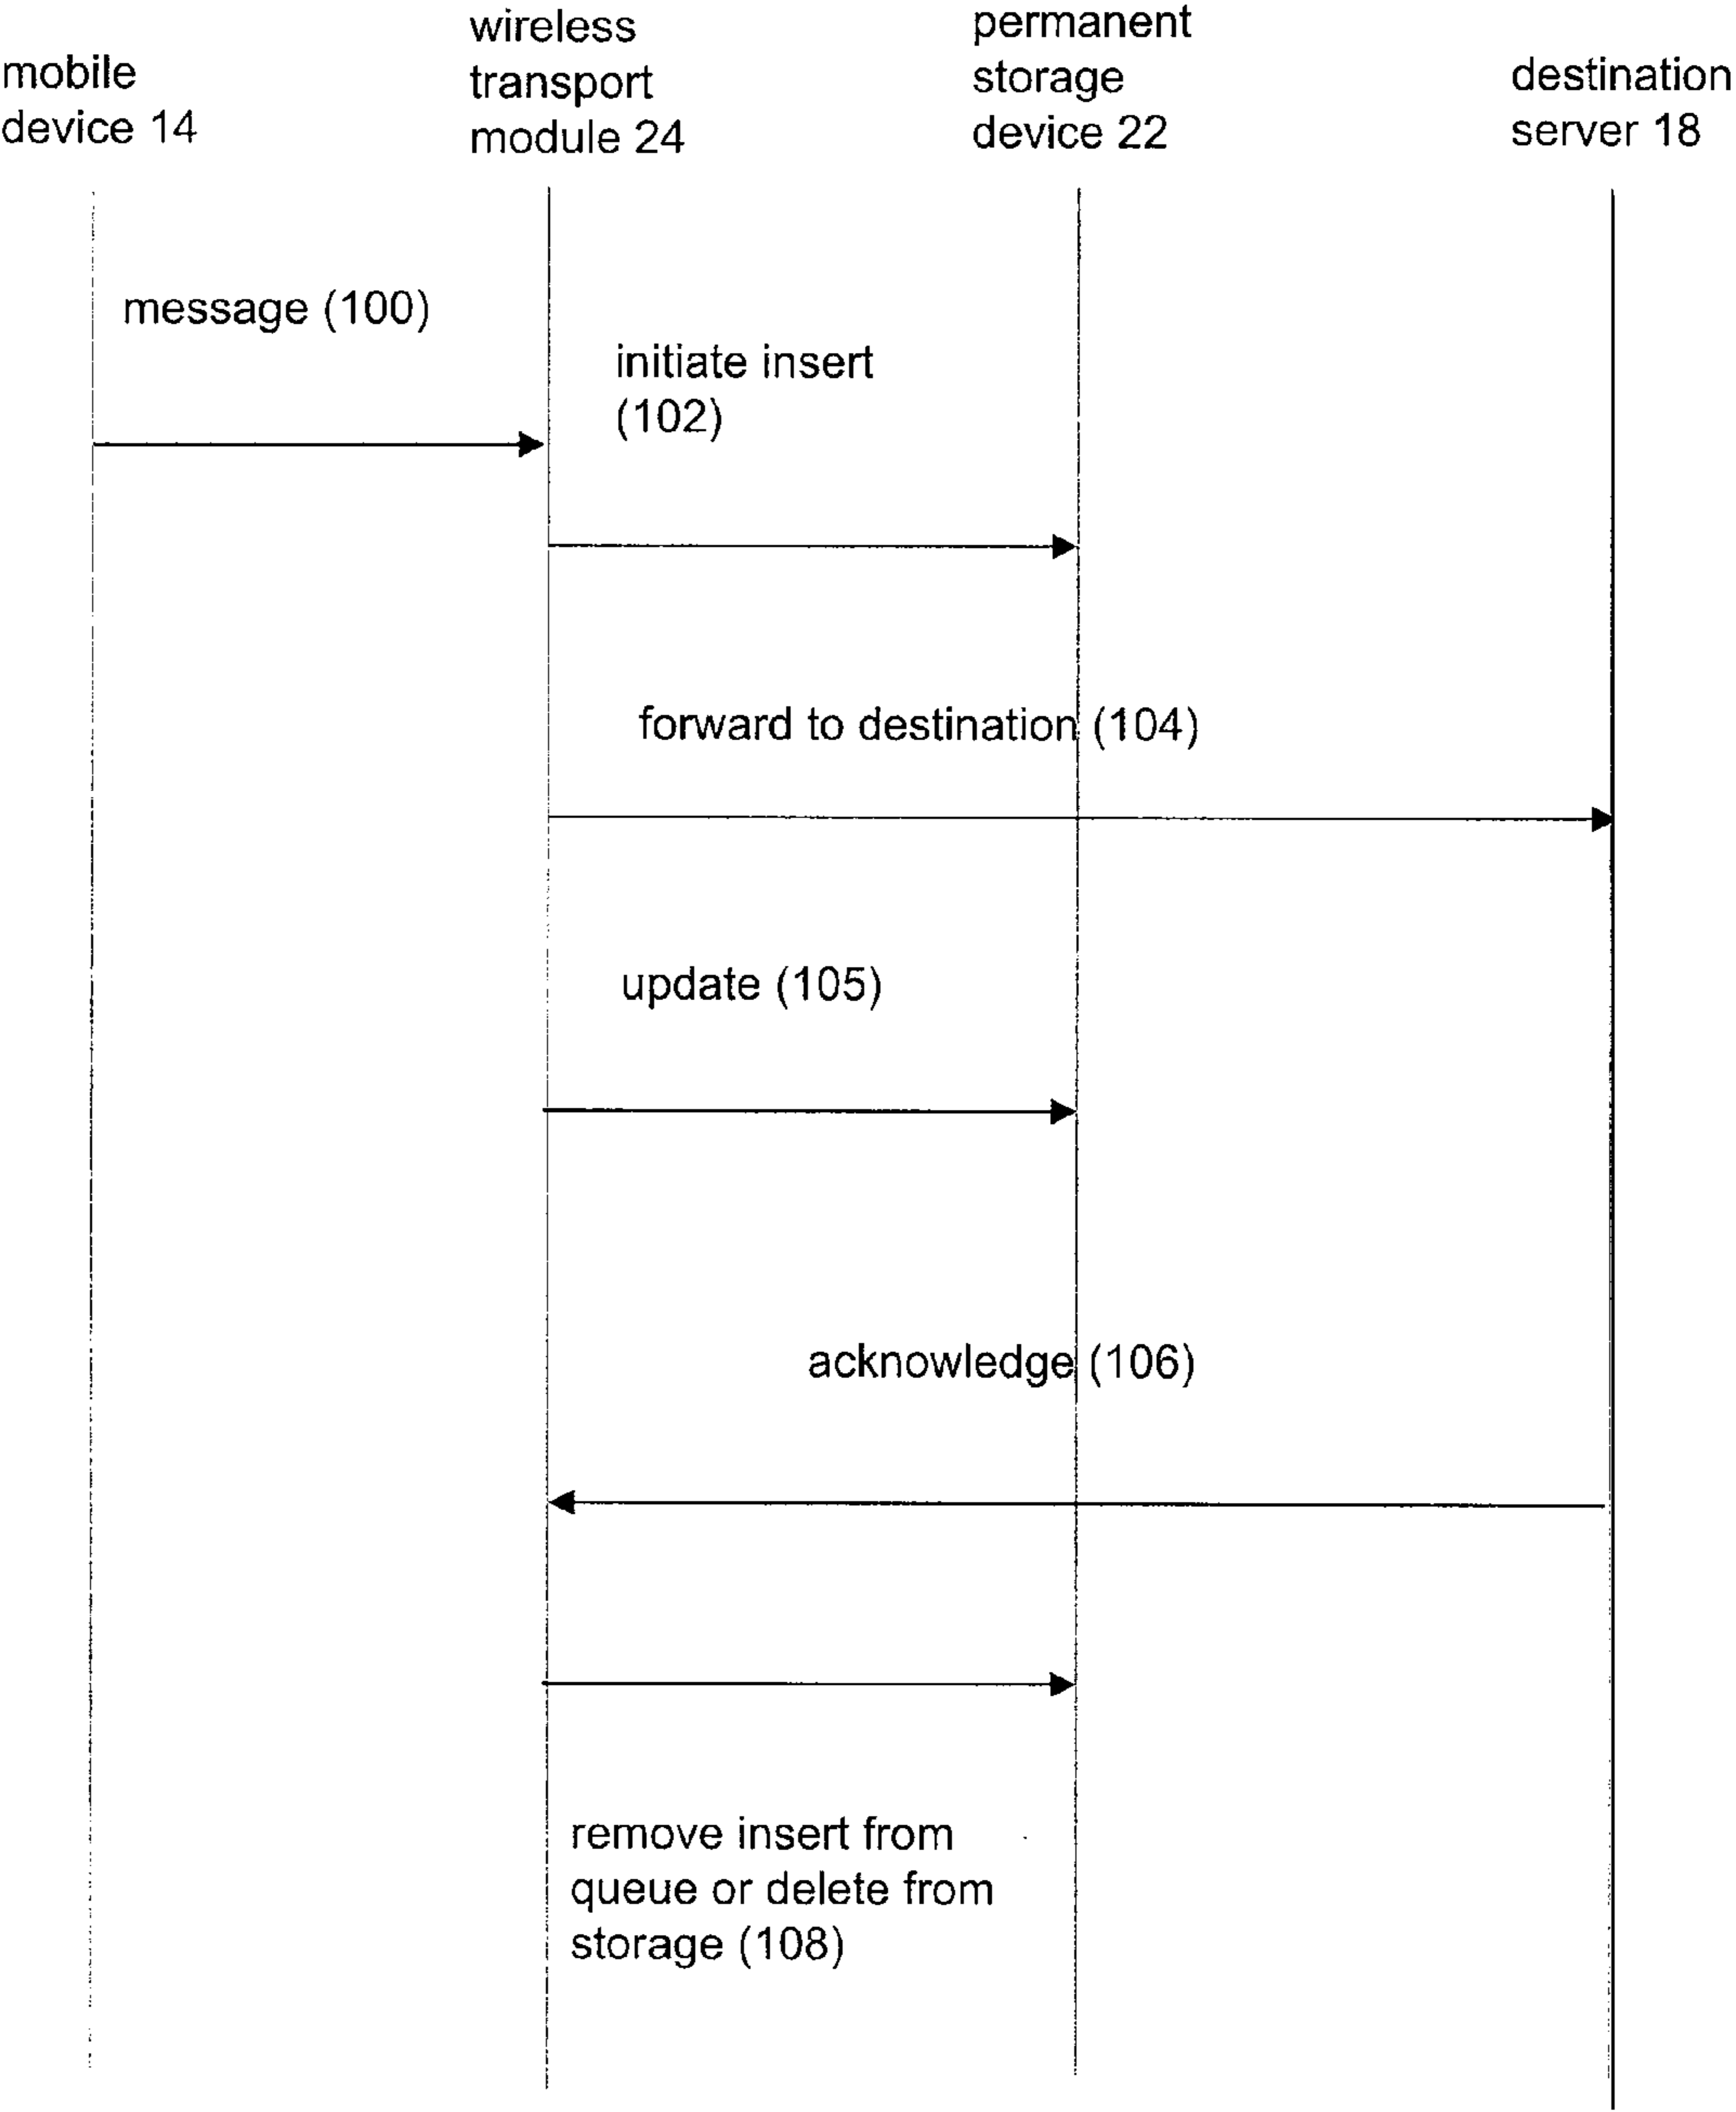 mobile
device 14
wireless
transport
module 24
permanent
storage
device 22
destination
server 18
message (100)
initiate insert
(102)
forward to destination (104)
update (105)
acknowledge (106)
remove insert from
queue or delete from
storage (108)